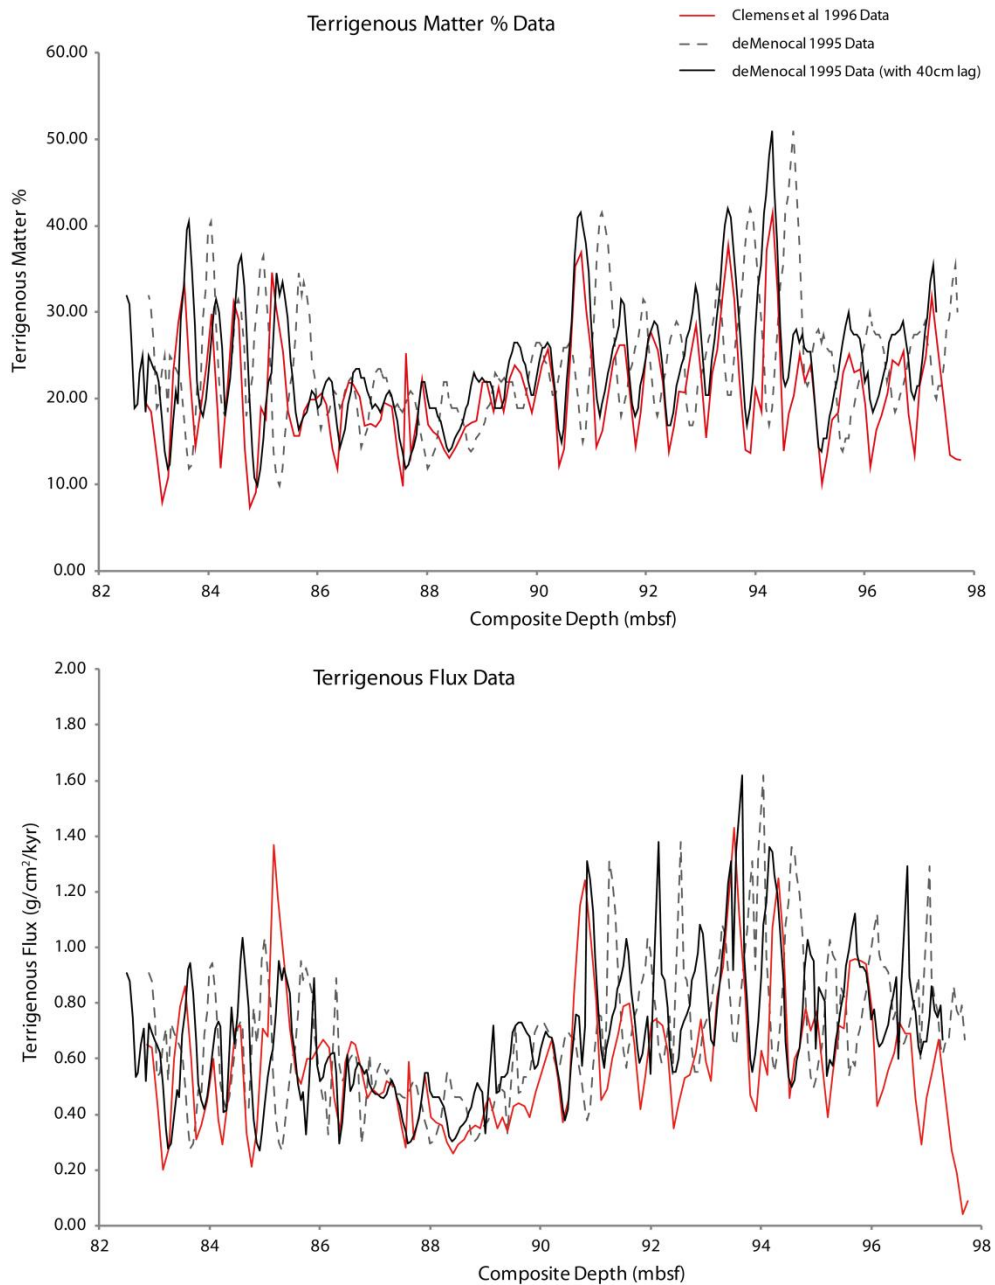 Terrigenous Matter % Data
Clemens et al 1996 Data
deMenocal 1995 Data
deMenocal 1995 Data (with 40cm lag)
Terrigenous Matter %
60.00
50.00
40.00
30.00
20.00
10.00
0.00
82 84 86 88 90 92 94 96 98
Composite Depth (mbsf)
Terrigenous Flux Data
Terrigenous Flux (g/cm²/kyr)
2.00
1.80
1.60
1.40
1.20
1.00
0.80
0.60
0.40
0.20
0.00
82 84 86 88 90 92 94 96 98
Composite Depth (mbsf)